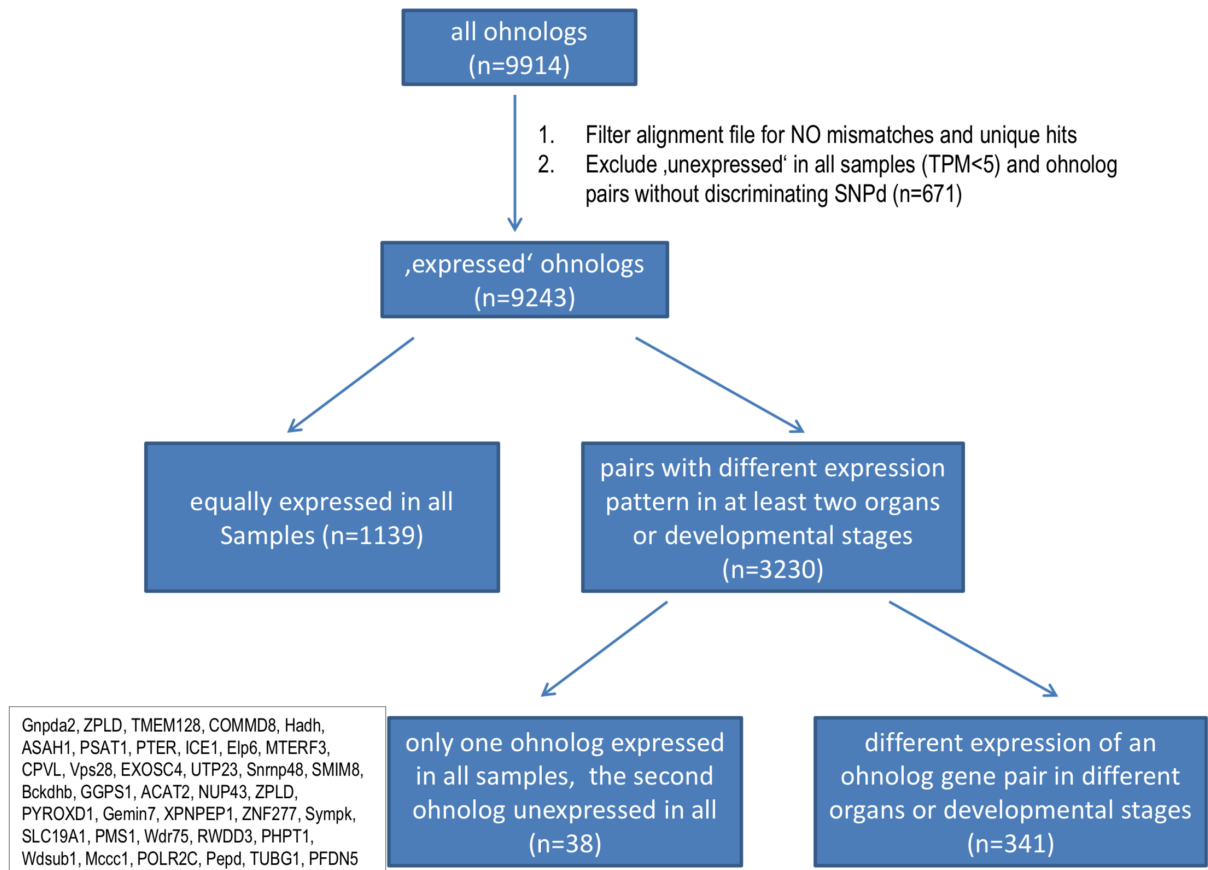 all ohnologs
(n=9914)
1. Filter alignment file for NO mismatches and unique hits
2. Exclude ‚unexpressed‘ in all samples (TPM<5) and ohnolog
pairs without discriminating SNPd (n=671)
‚expressed‘ ohnologs
(n=9243)
equally expressed in all
Samples (n=1139)
pairs with different expression
pattern in at least two organs
or developmental stages
(n=3230)
Gnpda2, ZPLD, TMEM128, COMMD8, Hadh,
ASAH1, PSAT1, PTER, ICE1, Elp6, MTERF3,
CPVL, Vps28, EXOSC4, UTP23, Snrnp48, SMIM8,
Bckdhb, GGPS1, ACAT2, NUP43, ZPLD,
PYROXD1, Gemin7, XPNPEP1, ZNF277, Sympk,
SLC19A1, PMS1, Wdr75, RWDD3, PHPT1,
Wdsub1, Mccc1, POLR2C, Pepd, TUBG1, PFDN5
only one ohnolog expressed
in all samples, the second
ohnolog unexpressed in all
(n=38)
different expression of an
ohnolog gene pair in different
organs or developmental stages
(n=341)